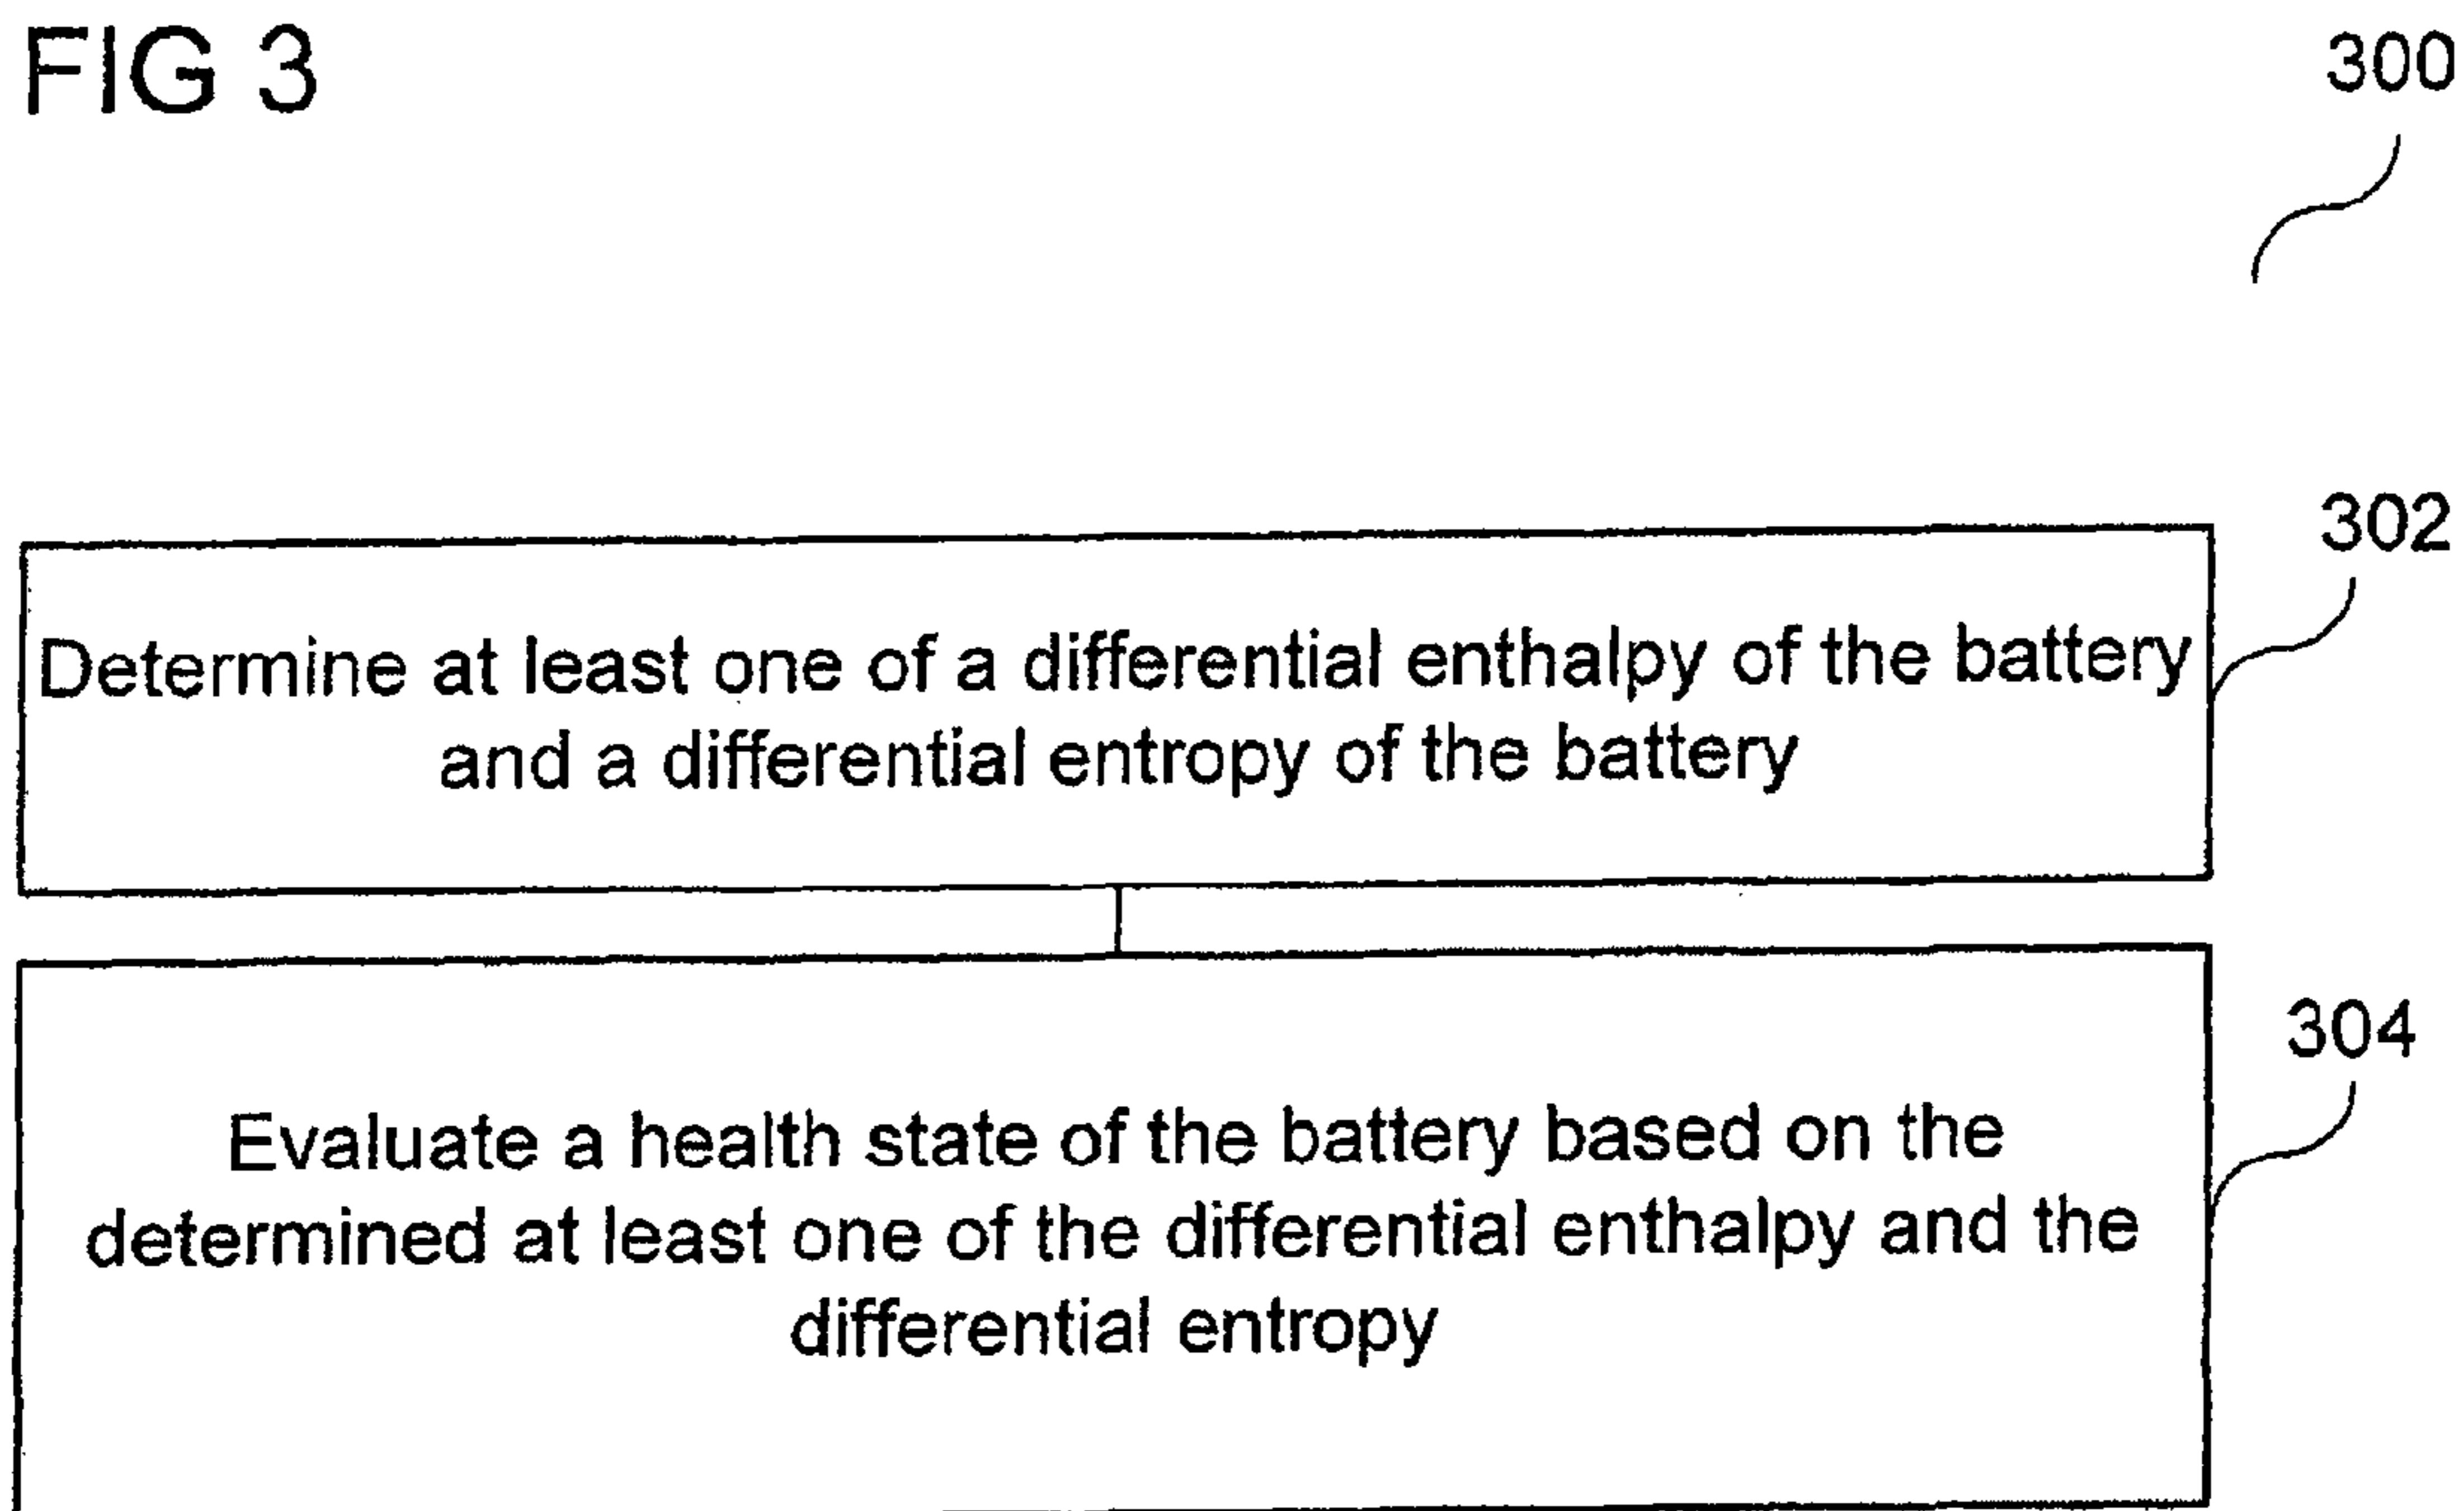 FIG 3
300
302
Determine at least one of a differential enthalpy of the battery
and a differential entropy of the battery
304
Evaluate a health state of the battery based on the
determined at least one of the differential enthalpy and the
differential entropy